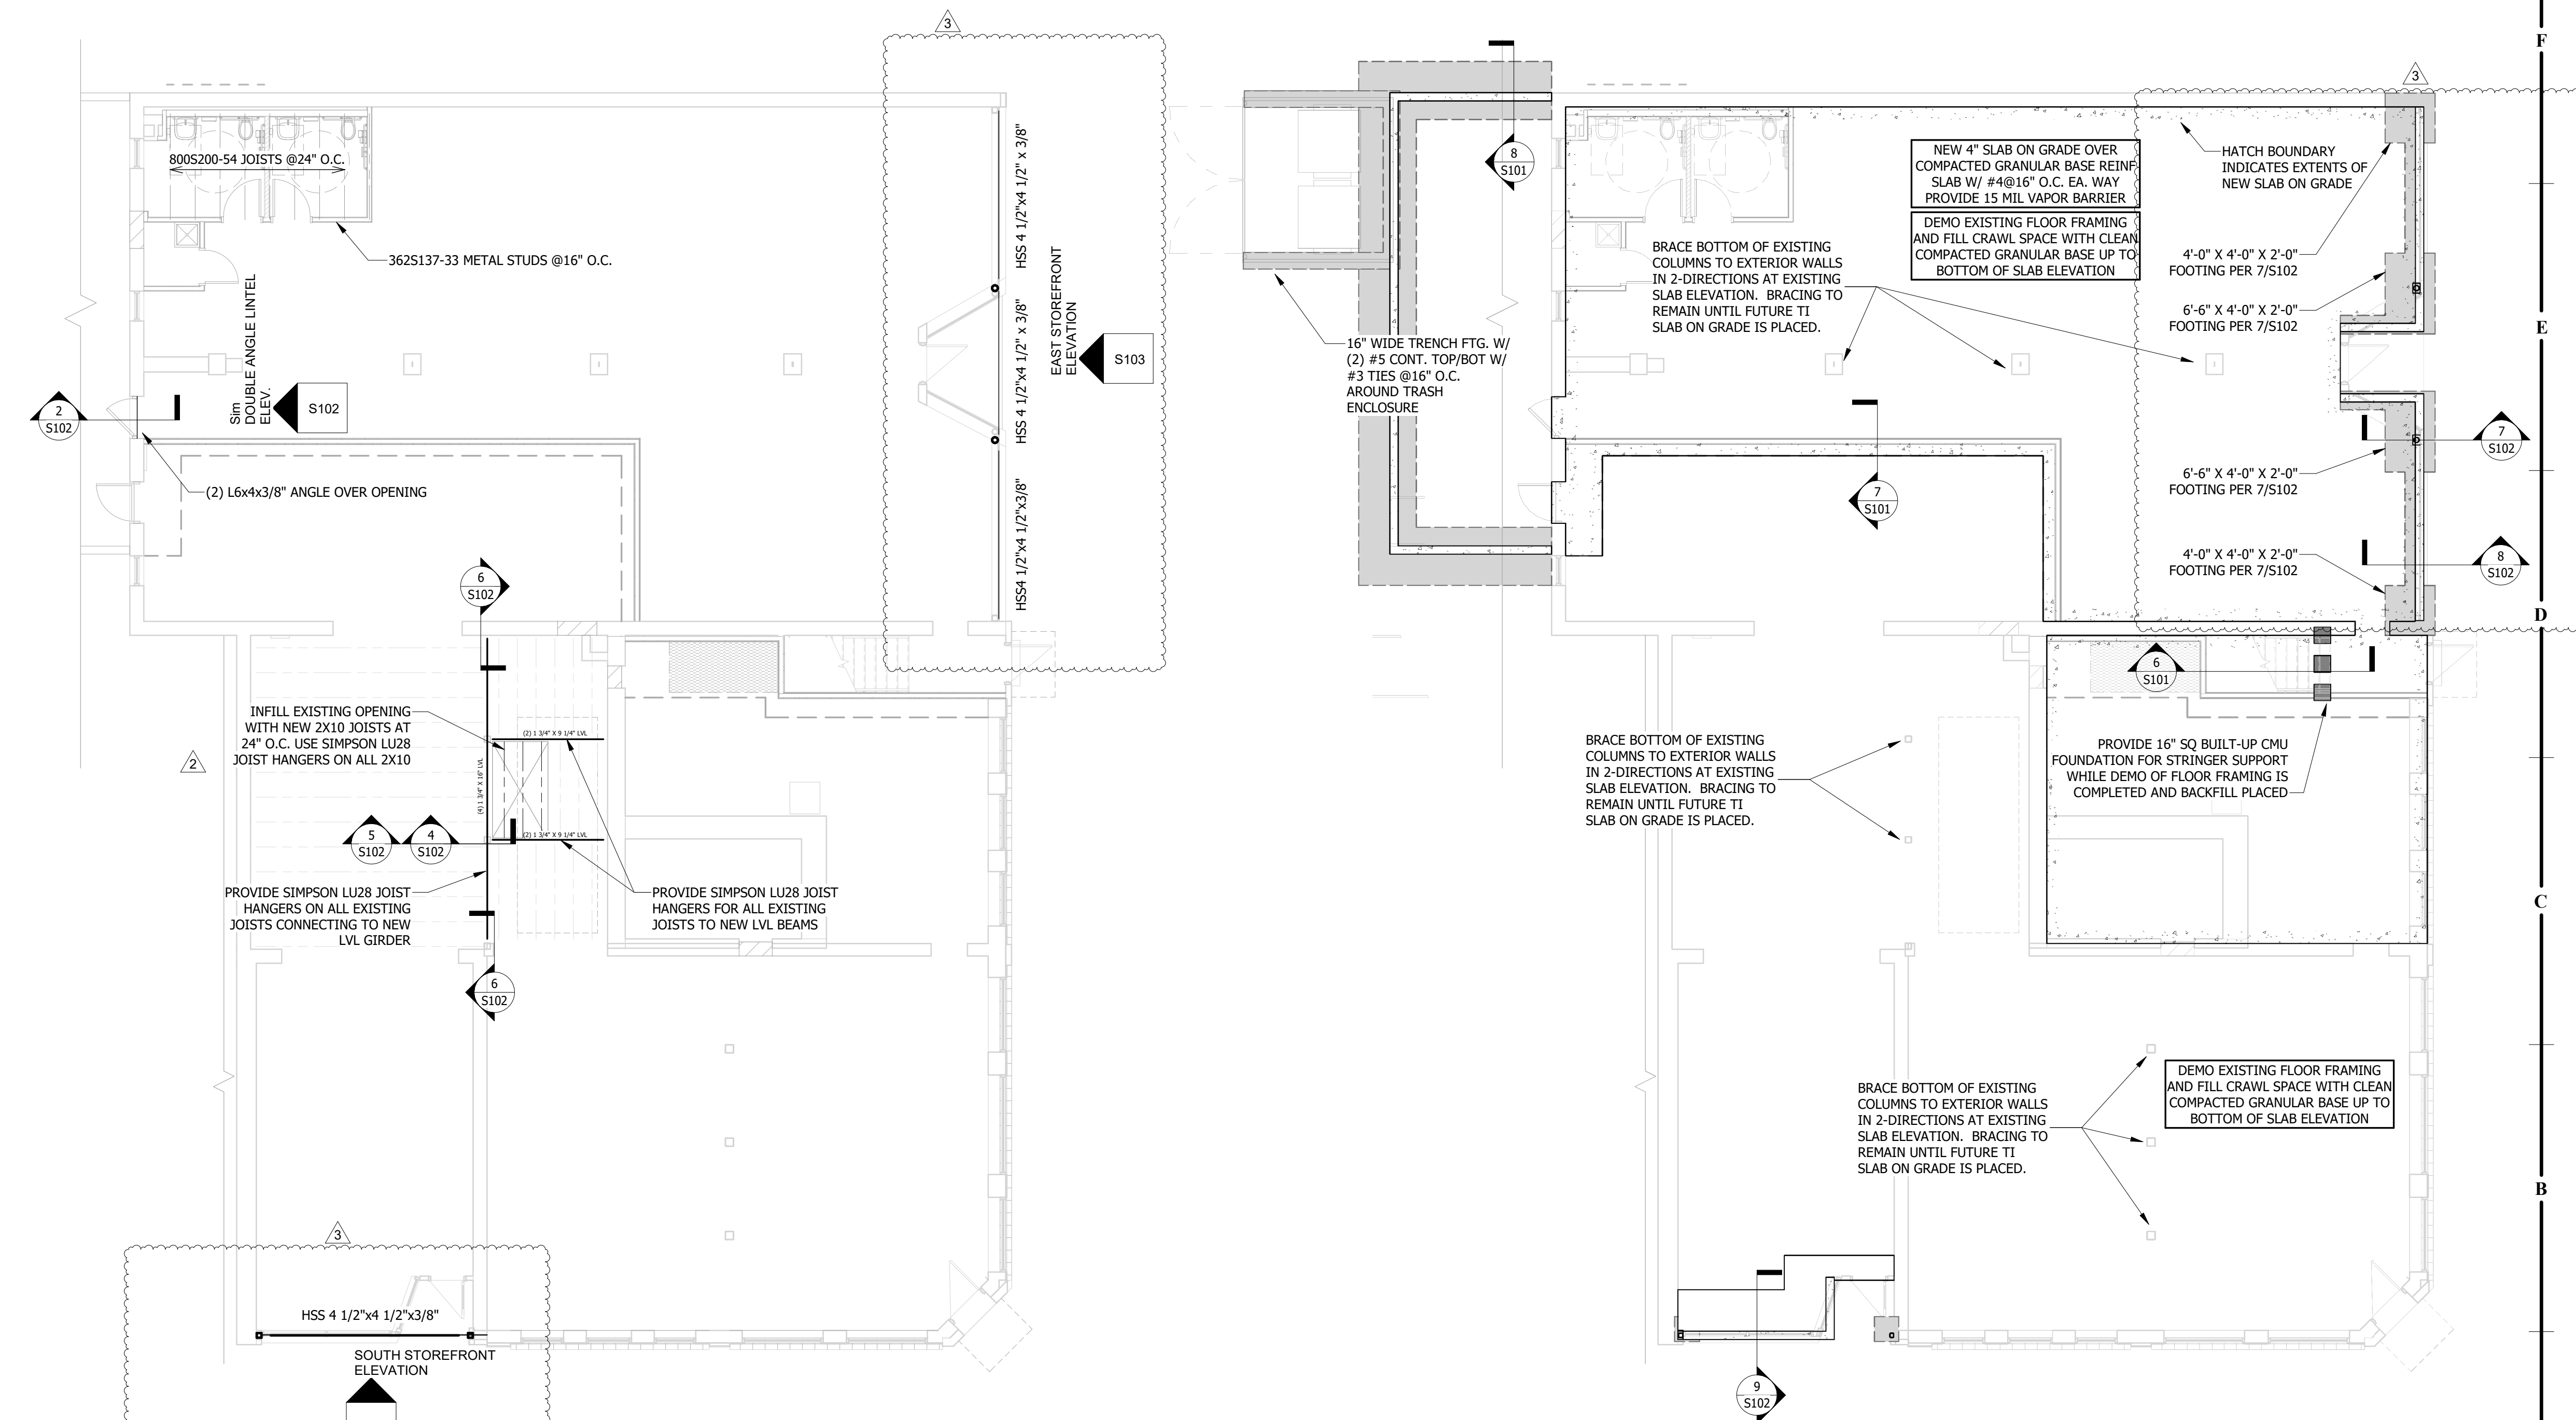 3
800S200-54 JOISTS @24" O.C.
362S137-33 METAL STUDS @16" O.C.
HSS 4 1/2"x4 1/2" x 3/8"
HSS 4 1/2"x4 1/2" x 3/8"
HSS4 1/2"x4 1/2"x3/8"
EAST STOREFRONT
ELEVATION
S103
Sim
DOUBLE ANGLE LINTEL
ELEV.
S102
2
S102
(2) L6x4x3/8" ANGLE OVER OPENING
6
S102
INFILL EXISTING OPENING
WITH NEW 2X10 JOISTS AT
24" O.C. USE SIMPSON LU28
JOIST HANGERS ON ALL 2X10
2
(2) 1 3/4" X 9 1/4" LVL
(4) 1 3/4" X 16" LVL
(2) 1 3/4" X 9 1/4" LVL
5
S102
4
S102
PROVIDE SIMPSON LU28 JOIST
HANGERS ON ALL EXISTING
JOISTS CONNECTING TO NEW
LVL GIRDER
PROVIDE SIMPSON LU28 JOIST
HANGERS FOR ALL EXISTING
JOISTS TO NEW LVL BEAMS
6
S102
3
HSS 4 1/2"x4 1/2"x3/8"
SOUTH STOREFRONT
ELEVATION
8
S101
3
NEW 4" SLAB ON GRADE OVER
COMPACTED GRANULAR BASE REINF
SLAB W/ #4@16" O.C. EA. WAY
PROVIDE 15 MIL VAPOR BARRIER
DEMO EXISTING FLOOR FRAMING
AND FILL CRAWL SPACE WITH CLEAN
COMPACTED GRANULAR BASE UP TO
BOTTOM OF SLAB ELEVATION
HATCH BOUNDARY
INDICATES EXTENTS OF
NEW SLAB ON GRADE
BRACE BOTTOM OF EXISTING
COLUMNS TO EXTERIOR WALLS
IN 2-DIRECTIONS AT EXISTING
SLAB ELEVATION. BRACING TO
REMAIN UNTIL FUTURE TI
SLAB ON GRADE IS PLACED.
4'-0" X 4'-0" X 2'-0"
FOOTING PER 7/S102
6'-6" X 4'-0" X 2'-0"
FOOTING PER 7/S102
16" WIDE TRENCH FTG. W/
(2) #5 CONT. TOP/BOT W/
#3 TIES @16" O.C.
AROUND TRASH
ENCLOSURE
7
S102
6'-6" X 4'-0" X 2'-0"
FOOTING PER 7/S102
7
S101
4'-0" X 4'-0" X 2'-0"
FOOTING PER 7/S102
8
S102
6
S101
BRACE BOTTOM OF EXISTING
COLUMNS TO EXTERIOR WALLS
IN 2-DIRECTIONS AT EXISTING
SLAB ELEVATION. BRACING TO
REMAIN UNTIL FUTURE TI
SLAB ON GRADE IS PLACED.
PROVIDE 16" SQ BUILT-UP CMU
FOUNDATION FOR STRINGER SUPPORT
WHILE DEMO OF FLOOR FRAMING IS
COMPLETED AND BACKFILL PLACED
BRACE BOTTOM OF EXISTING
COLUMNS TO EXTERIOR WALLS
IN 2-DIRECTIONS AT EXISTING
SLAB ELEVATION. BRACING TO
REMAIN UNTIL FUTURE TI
SLAB ON GRADE IS PLACED.
DEMO EXISTING FLOOR FRAMING
AND FILL CRAWL SPACE WITH CLEAN
COMPACTED GRANULAR BASE UP TO
BOTTOM OF SLAB ELEVATION
9
S102
F
E
D
C
B